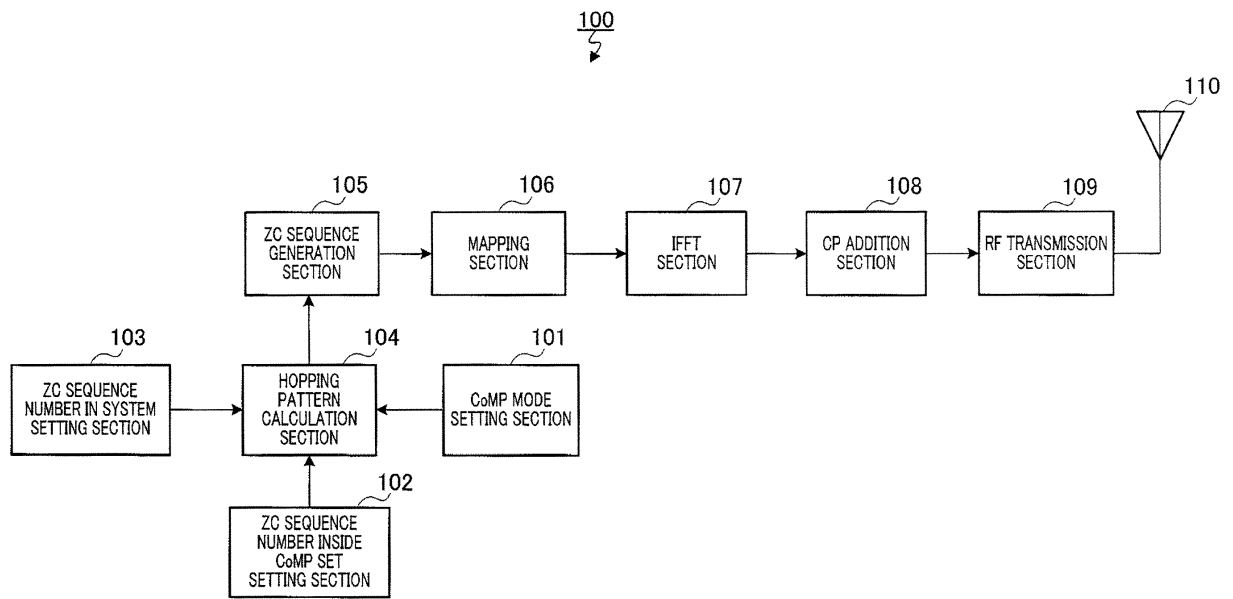 100
110
105
106
107
108
109
ZC SEQUENCE
GENERATION
SECTION
MAPPING
SECTION
IFFT
SECTION
CP ADDITION
SECTION
RF TRANSMISSION
SECTION
103
104
101
ZC SEQUENCE
NUMBER IN SYSTEM
SETTING SECTION
HOPPING
PATTERN
CALCULATION
SECTION
CoMP MODE
SETTING SECTION
102
ZC SEQUENCE
NUMBER INSIDE
CoMP SET
SETTING SECTION